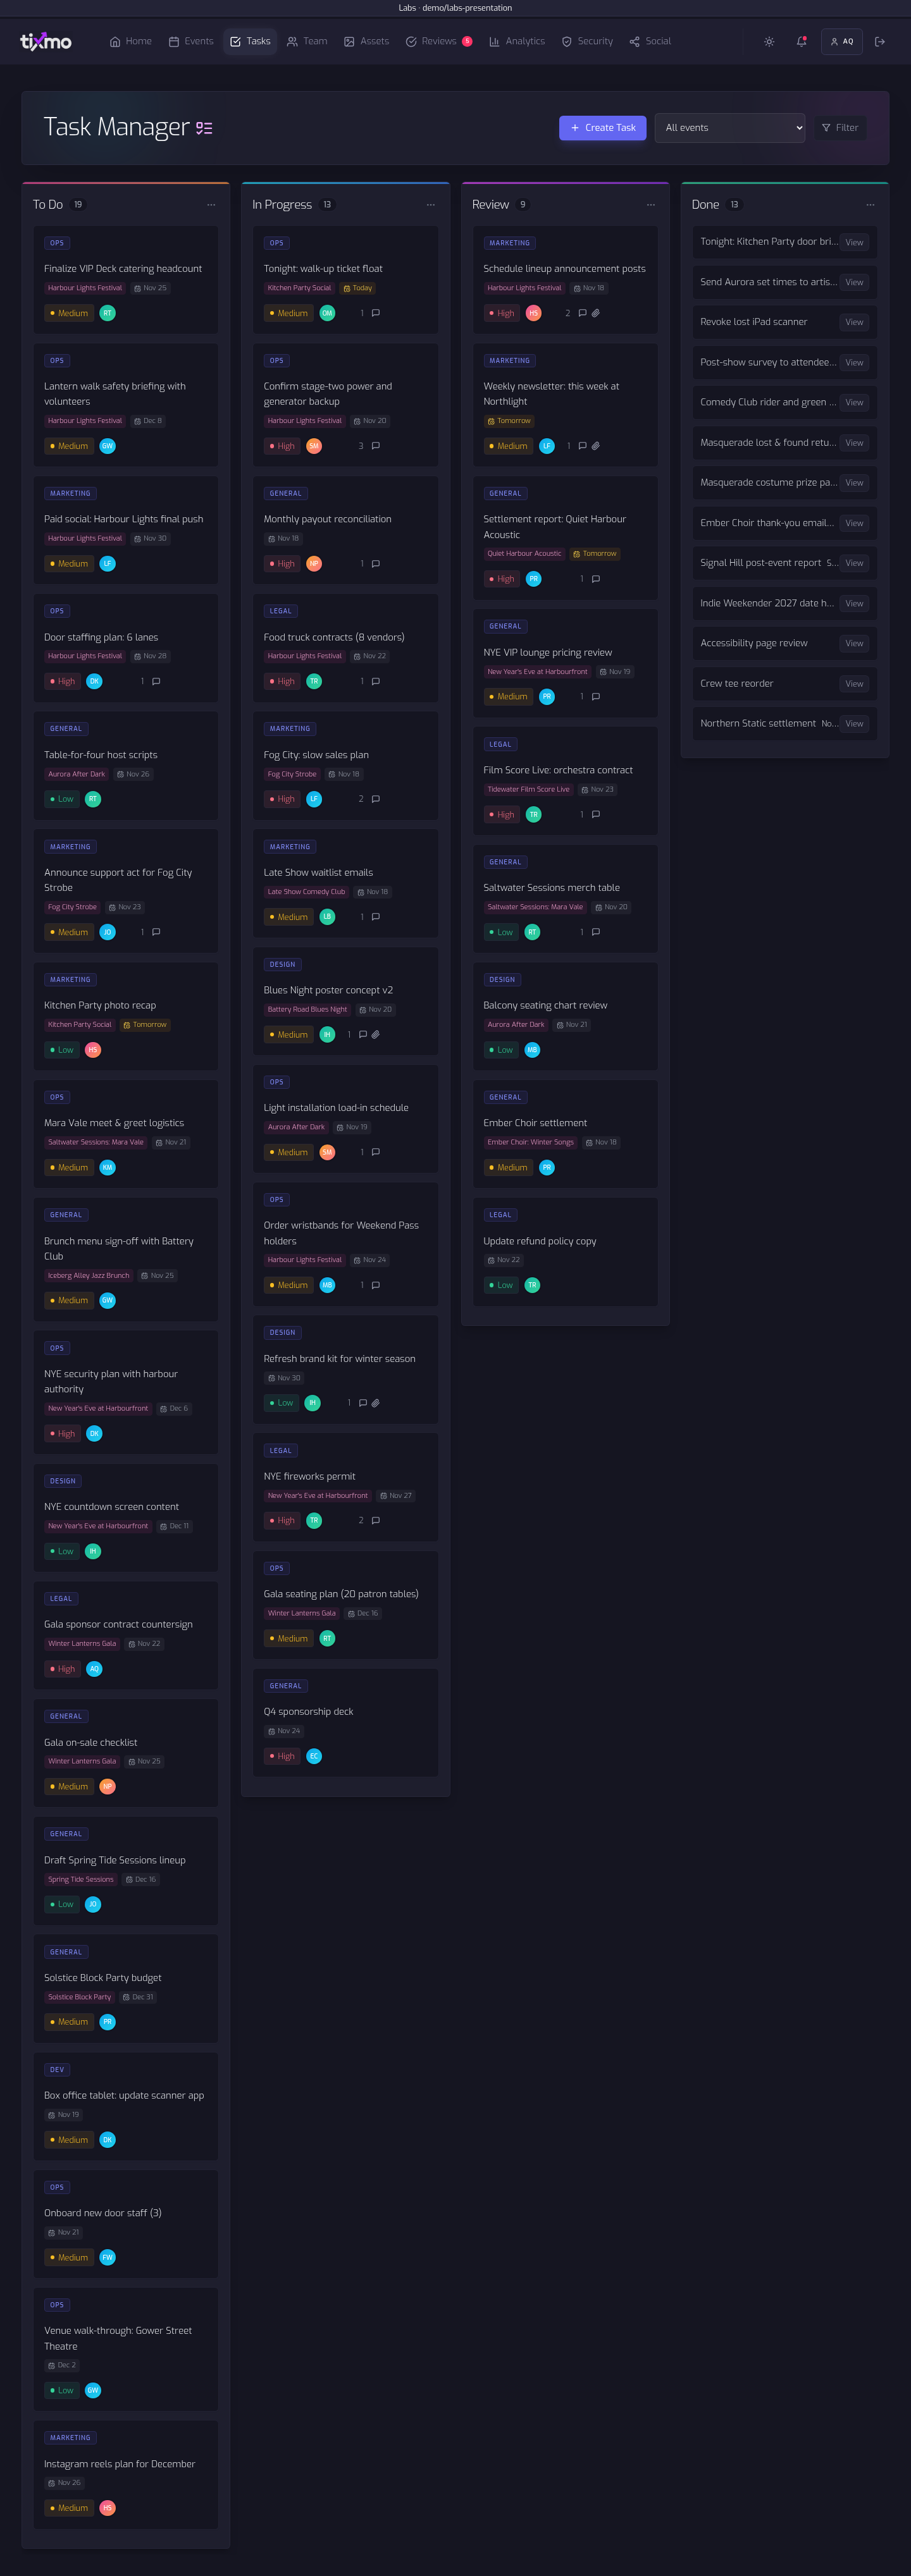 Labs · demo/labs-presentation
tixmo
Home
Events
Tasks
Team
Assets
Reviews 5
Analytics
Security
Social
AQ
Task Manager
Create Task
All events
Filter
To Do 19
OPS
Finalize VIP Deck catering headcount
Harbour Lights Festival Nov 25
Medium RT
OPS
Lantern walk safety briefing with
volunteers
Harbour Lights Festival Dec 8
Medium GW
MARKETING
Paid social: Harbour Lights final push
Harbour Lights Festival Nov 30
Medium LF
OPS
Door staffing plan: 6 lanes
Harbour Lights Festival Nov 28
High DK 1
GENERAL
Table-for-four host scripts
Aurora After Dark Nov 26
Low RT
MARKETING
Announce support act for Fog City
Strobe
Fog City Strobe Nov 23
Medium JO 1
MARKETING
Kitchen Party photo recap
Kitchen Party Social Tomorrow
Low HS
OPS
Mara Vale meet & greet logistics
Saltwater Sessions: Mara Vale Nov 21
Medium KM
GENERAL
Brunch menu sign-off with Battery
Club
Iceberg Alley Jazz Brunch Nov 25
Medium GW
OPS
NYE security plan with harbour
authority
New Year's Eve at Harbourfront Dec 6
High DK
DESIGN
NYE countdown screen content
New Year's Eve at Harbourfront Dec 11
Low IH
LEGAL
Gala sponsor contract countersign
Winter Lanterns Gala Nov 22
High AQ
GENERAL
Gala on-sale checklist
Winter Lanterns Gala Nov 25
Medium NP
GENERAL
Draft Spring Tide Sessions lineup
Spring Tide Sessions Dec 16
Low JO
GENERAL
Solstice Block Party budget
Solstice Block Party Dec 31
Medium PR
DEV
Box office tablet: update scanner app
Nov 19
Medium DK
OPS
Onboard new door staff (3)
Nov 21
Medium FW
OPS
Venue walk-through: Gower Street
Theatre
Dec 2
Low GW
MARKETING
Instagram reels plan for December
Nov 26
Medium HS
In Progress 13
OPS
Tonight: walk-up ticket float
Kitchen Party Social Today
Medium OM 1
OPS
Confirm stage-two power and
generator backup
Harbour Lights Festival Nov 20
High SM 3
GENERAL
Monthly payout reconciliation
Nov 18
High NP 1
LEGAL
Food truck contracts (8 vendors)
Harbour Lights Festival Nov 22
High TR 1
MARKETING
Fog City: slow sales plan
Fog City Strobe Nov 18
High LF 2
MARKETING
Late Show waitlist emails
Late Show Comedy Club Nov 18
Medium LB 1
DESIGN
Blues Night poster concept v2
Battery Road Blues Night Nov 20
Medium IH 1
OPS
Light installation load-in schedule
Aurora After Dark Nov 19
Medium SM 1
OPS
Order wristbands for Weekend Pass
holders
Harbour Lights Festival Nov 24
Medium MB 1
DESIGN
Refresh brand kit for winter season
Nov 30
Low IH 1
LEGAL
NYE fireworks permit
New Year's Eve at Harbourfront Nov 27
High TR 2
OPS
Gala seating plan (20 patron tables)
Winter Lanterns Gala Dec 16
Medium RT
GENERAL
Q4 sponsorship deck
Nov 24
High EC
Review 9
MARKETING
Schedule lineup announcement posts
Harbour Lights Festival Nov 18
High HS 2
MARKETING
Weekly newsletter: this week at
Northlight
Tomorrow
Medium LF 1
GENERAL
Settlement report: Quiet Harbour
Acoustic
Quiet Harbour Acoustic Tomorrow
High PR 1
GENERAL
NYE VIP lounge pricing review
New Year's Eve at Harbourfront Nov 19
Medium PR 1
LEGAL
Film Score Live: orchestra contract
Tidewater Film Score Live Nov 23
High TR 1
GENERAL
Saltwater Sessions merch table
Saltwater Sessions: Mara Vale Nov 20
Low RT 1
DESIGN
Balcony seating chart review
Aurora After Dark Nov 21
Low MB
GENERAL
Ember Choir settlement
Ember Choir: Winter Songs Nov 18
Medium PR
LEGAL
Update refund policy copy
Nov 22
Low TR
Done 13
Tonight: Kitchen Party door bri... View
Send Aurora set times to artis... View
Revoke lost iPad scanner View
Post-show survey to attendee... View
Comedy Club rider and green ... View
Masquerade lost & found retu... View
Masquerade costume prize pa... View
Ember Choir thank-you email... View
Signal Hill post-event report S... View
Indie Weekender 2027 date h... View
Accessibility page review View
Crew tee reorder View
Northern Static settlement No... View